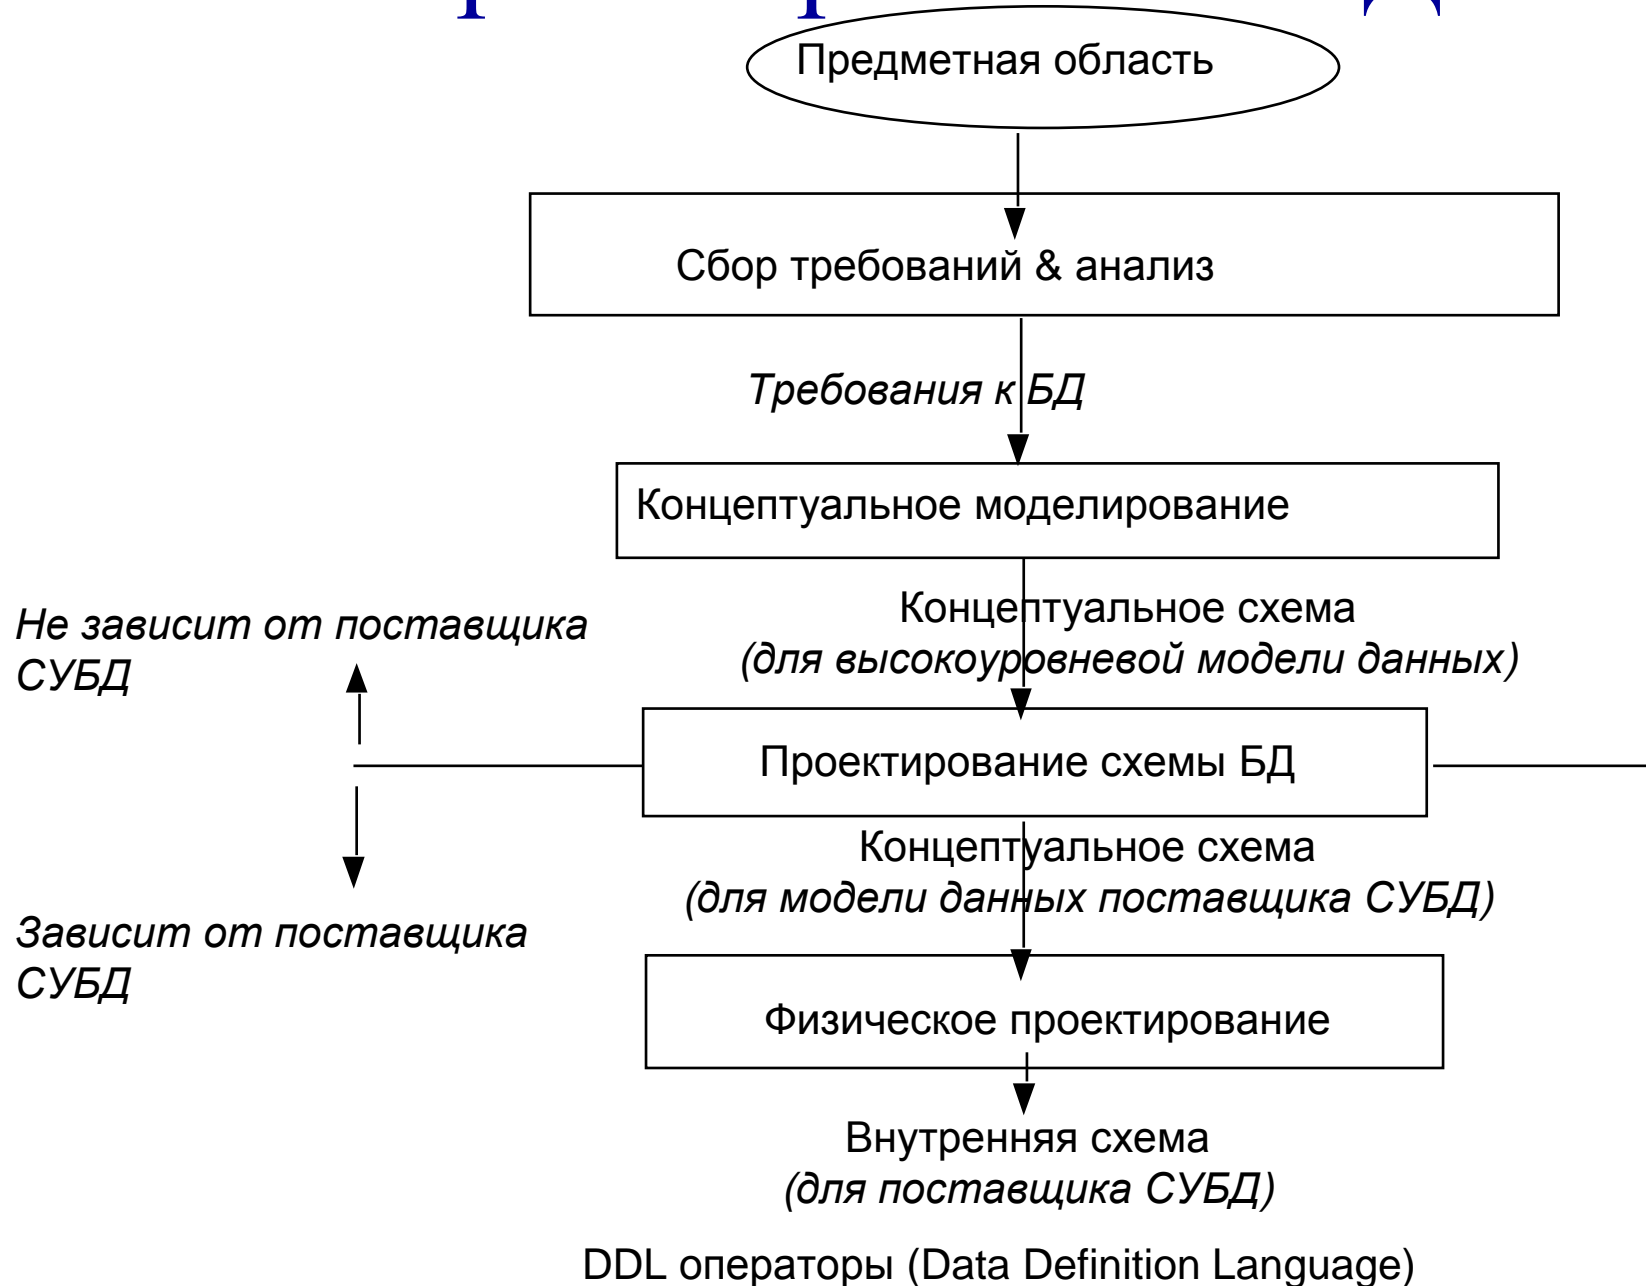 Предметная область
Сбор требований & анализ
Требования к БД
Концептуальное моделирование
Концептуальное схема
(для высокоуровневой модели данных)
Не зависит от поставщика
СУБД
Проектирование схемы БД
Концептуальное схема
(для модели данных поставщика СУБД)
Зависит от поставщика
СУБД
Физическое проектирование
Внутренняя схема
(для поставщика СУБД)
DDL операторы (Data Definition Language)